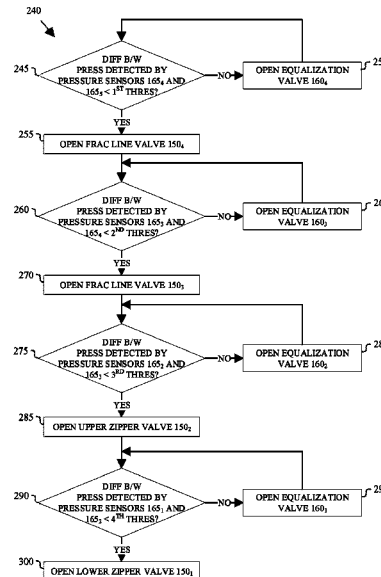 240
245
DIFF B/W
PRESS DETECTED BY
PRESSURE SENSORS 165₄ AND
165₅ < 1ˢᵀ THRES?
NO
OPEN EQUALIZATION
VALVE 160₄
YES
255
OPEN FRAC LINE VALVE 150₄
260
DIFF B/W
PRESS DETECTED BY
PRESSURE SENSORS 165₃ AND
165₄ < 2ᴺᴰ THRES?
NO
OPEN EQUALIZATION
VALVE 160₃
YES
270
OPEN FRAC LINE VALVE 150₃
275
DIFF B/W
PRESS DETECTED BY
PRESSURE SENSORS 165₂ AND
165₃ < 3ᴿᴰ THRES?
NO
OPEN EQUALIZATION
VALVE 160₂
YES
285
OPEN UPPER ZIPPER VALVE 150₂
290
DIFF B/W
PRESS DETECTED BY
PRESSURE SENSORS 165₁ AND
165₂ < 4ᵀᴴ THRES?
NO
OPEN EQUALIZATION
VALVE 160₁
YES
300
OPEN LOWER ZIPPER VALVE 150₁